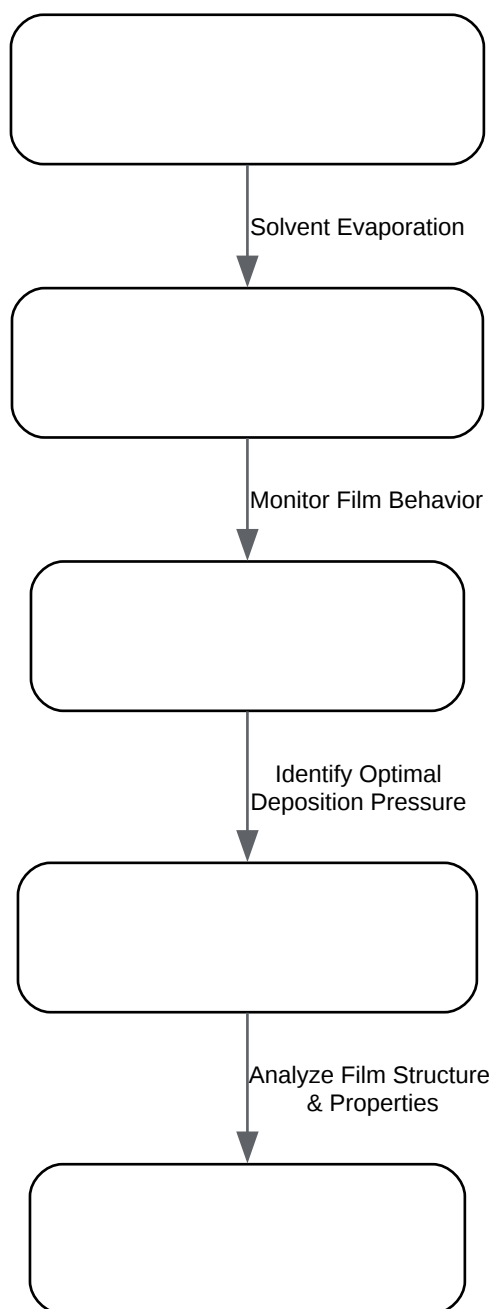 Solvent Evaporation
Monitor Film Behavior
Identify Optimal
Deposition Pressure
Analyze Film Structure
& Properties